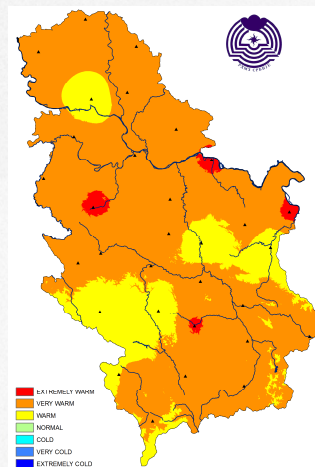 EXTREMELY WARM
VERY WARM
WARM
NORMAL
COLD
VERY COLD
EXTREMELY COLD